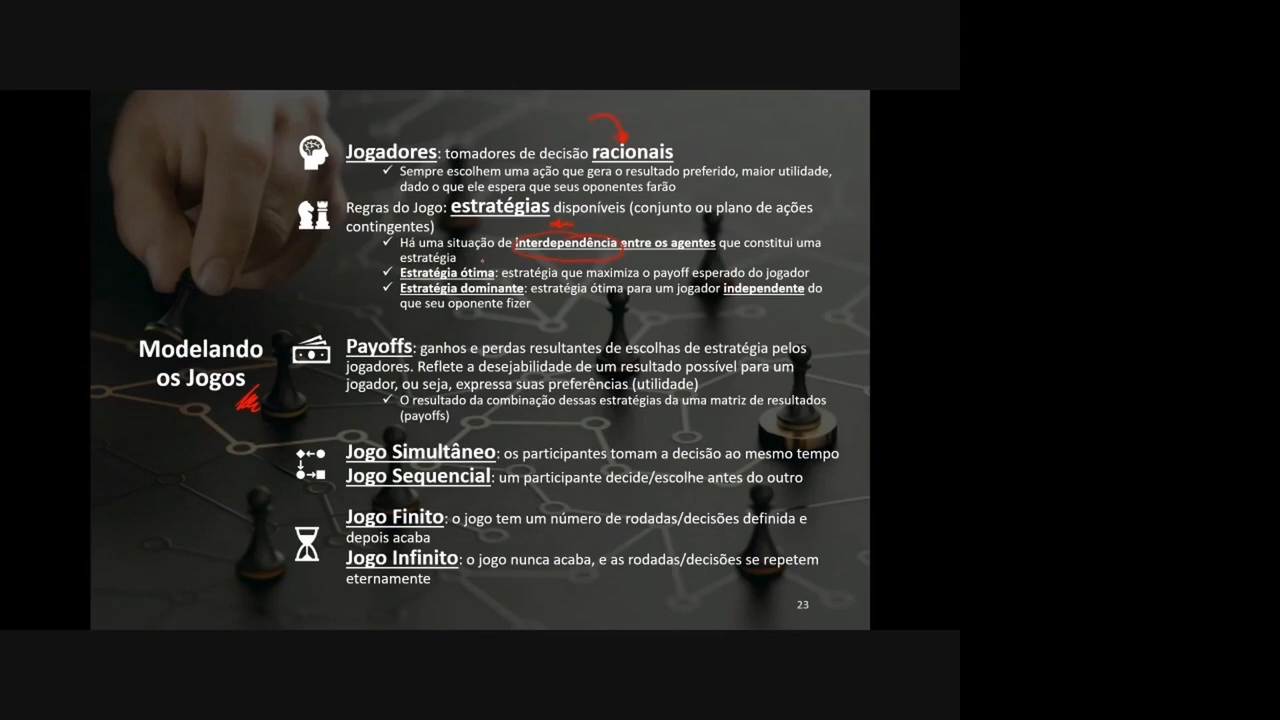 Jogadores: tomadores de decisão racionais
✓ Sempre escolhem uma ação que gera o resultado preferido, maior utilidade,
dado o que ele espera que seus oponentes farão
Regras do Jogo: estratégias disponíveis (conjunto ou plano de ações
contingentes)
✓ Há uma situação de interdependência entre os agentes que constitui uma
estratégia
✓ Estratégia ótima: estratégia que maximiza o payoff esperado do jogador
✓ Estratégia dominante: estratégia ótima para um jogador independente do
que seu oponente fizer
Modelando
os Jogos
Payoffs: ganhos e perdas resultantes de escolhas de estratégia pelos
jogadores. Reflete a desejabilidade de um resultado possível para um
jogador, ou seja, expressa suas preferências (utilidade)
✓ O resultado da combinação dessas estratégias da uma matriz de resultados
(payoffs)
Jogo Simultâneo: os participantes tomam a decisão ao mesmo tempo
Jogo Sequencial: um participante decide/escolhe antes do outro
Jogo Finito: o jogo tem um número de rodadas/decisões definida e
depois acaba
Jogo Infinito: o jogo nunca acaba, e as rodadas/decisões se repetem
eternamente
23